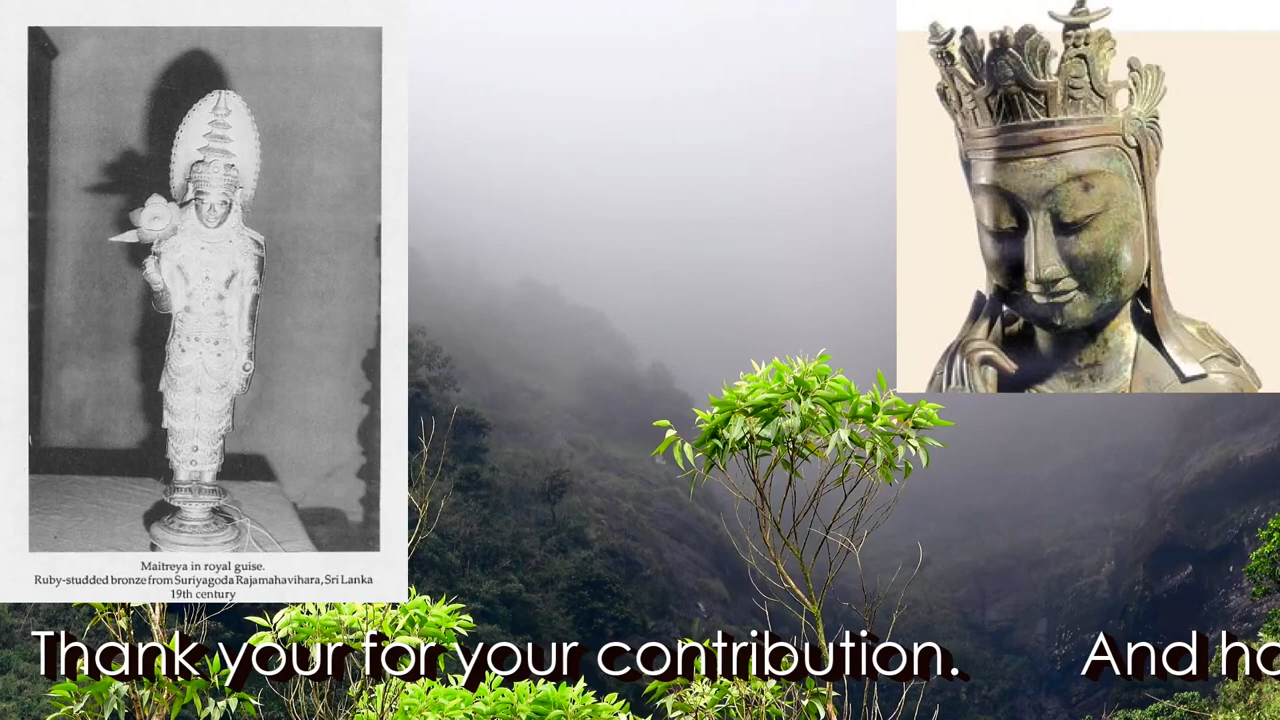 Maitreya in royal guise.
Ruby-studded bronze from Suriyagoda Rajamahavihara, Sri Lanka
19th century
Thank your for your contribution. And ha